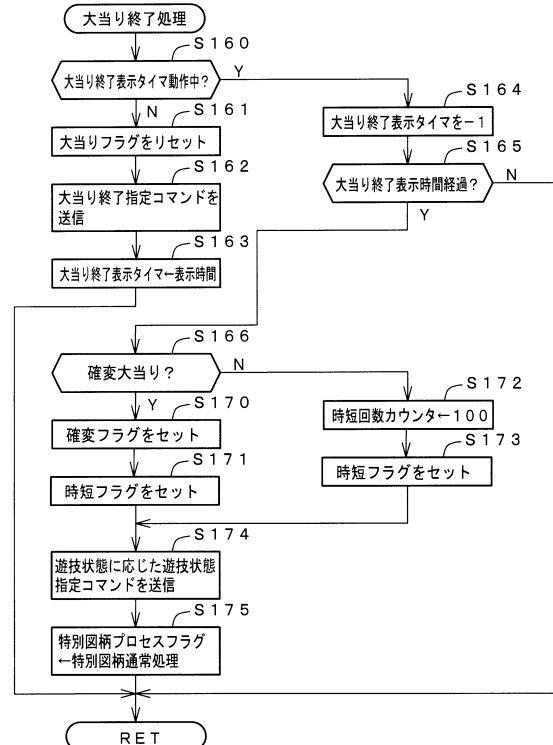 大当り終了処理
S160
大当り終了表示タイマ動作中?
Y
N
S161
大当りフラグをリセット
S162
大当り終了指定コマンドを
送信
S163
大当り終了表示タイマ←表示時間
S164
大当り終了表示タイマを−1
S165
大当り終了表示時間経過?
N
Y
S166
確変大当り?
N
Y
S170
確変フラグをセット
S171
時短フラグをセット
S172
時短回数カウンタ←100
S173
時短フラグをセット
S174
遊技状態に応じた遊技状態
指定コマンドを送信
S175
特別図柄プロセスフラグ
←特別図柄通常処理
RET